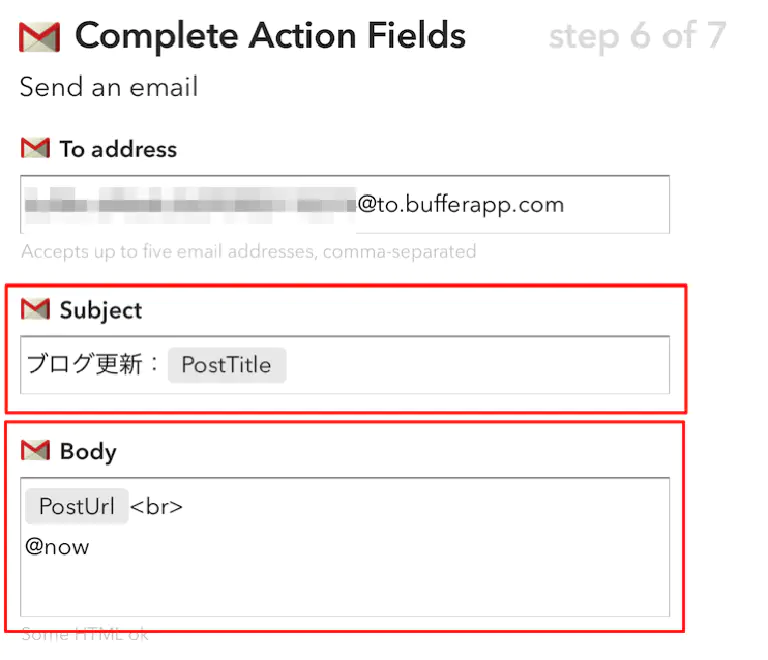 Complete Action Fields step 6 of 7
Send an email
To address
@to.bufferapp.com
Accepts up to five email addresses, comma-separated
Subject
ブログ更新： PostTitle
Body
PostUrl <br>
@now
Some HTML ok